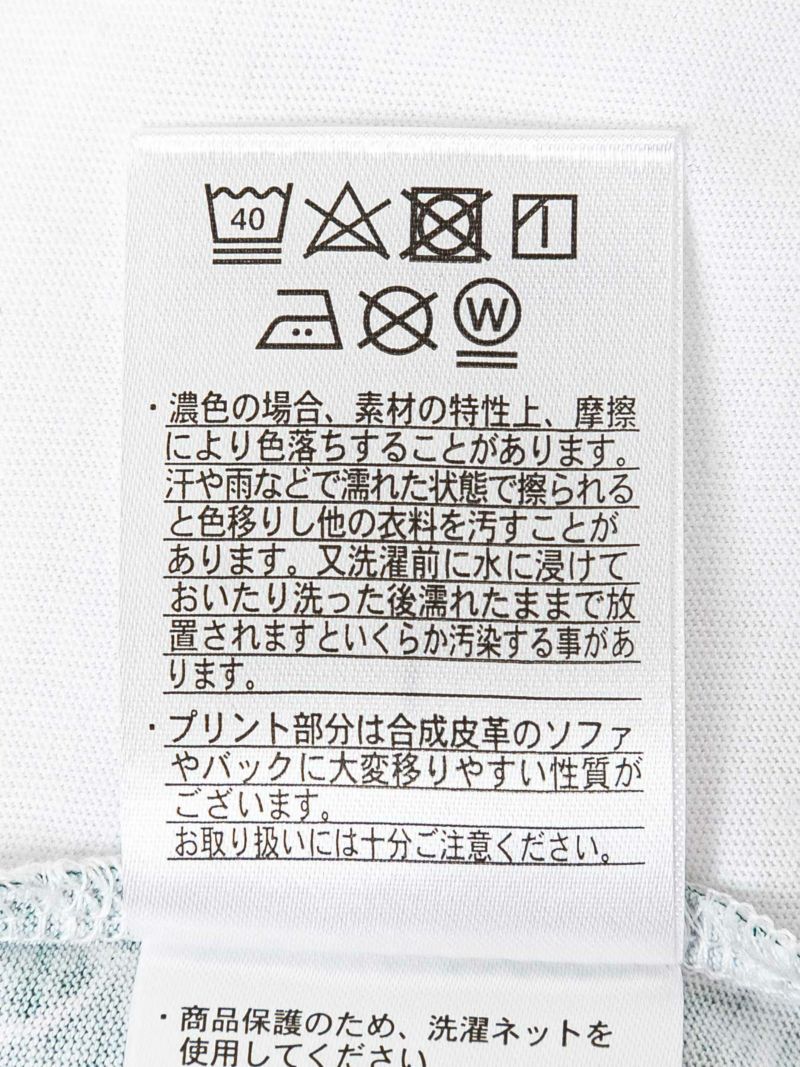 40
W
・濃色の場合、素材の特性上、摩擦
により色落ちすることがあります。
汗や雨などで濡れた状態で擦られる
と色移りし他の衣料を汚すことが
あります。又洗濯前に水に浸けて
おいたり洗った後濡れたままで放
置されますといくらか汚染する事があ
ります。
・プリント部分は合成皮革のソファ
やバックに大変移りやすい性質が
ございます。
お取り扱いには十分ご注意ください。
・商品保護のため、洗濯ネットを
使用してください